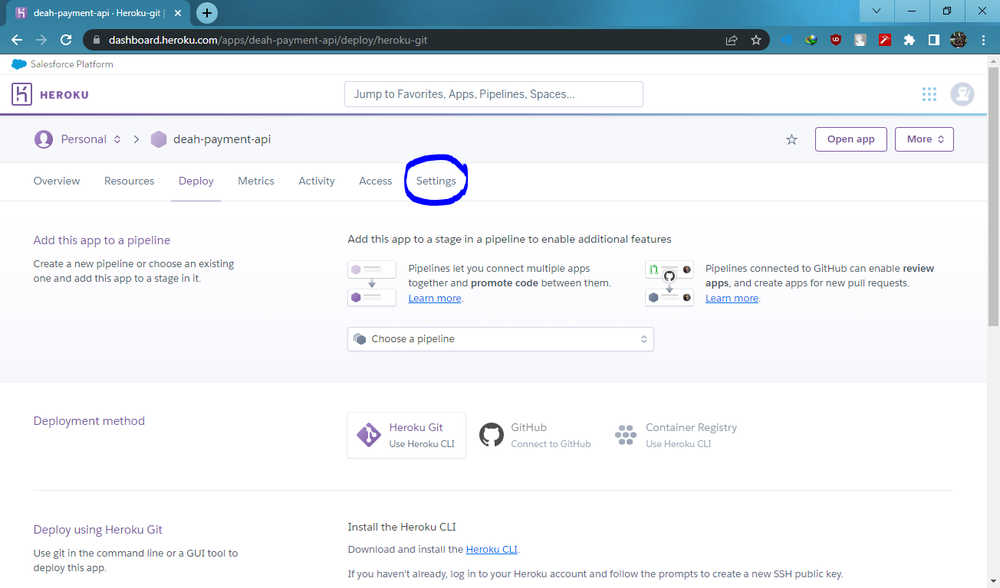 deah-payment-api · Heroku-git |
dashboard.heroku.com/apps/deah-payment-api/deploy/heroku-git
Salesforce Platform
HEROKU
Jump to Favorites, Apps, Pipelines, Spaces...
Personal
deah-payment-api
Open app
More
Overview
Resources
Deploy
Metrics
Activity
Access
Settings
Add this app to a pipeline
Create a new pipeline or choose an existing
one and add this app to a stage in it.
Add this app to a stage in a pipeline to enable additional features
Pipelines let you connect multiple apps
together and promote code between them.
Learn more.
Pipelines connected to GitHub can enable review
apps, and create apps for new pull requests.
Learn more.
Choose a pipeline
Deployment method
Heroku Git
Use Heroku CLI
GitHub
Connect to GitHub
Container Registry
Use Heroku CLI
Deploy using Heroku Git
Use git in the command line or a GUI tool to
deploy this app.
Install the Heroku CLI
Download and install the Heroku CLI.
If you haven't already, log in to your Heroku account and follow the prompts to create a new SSH public key.